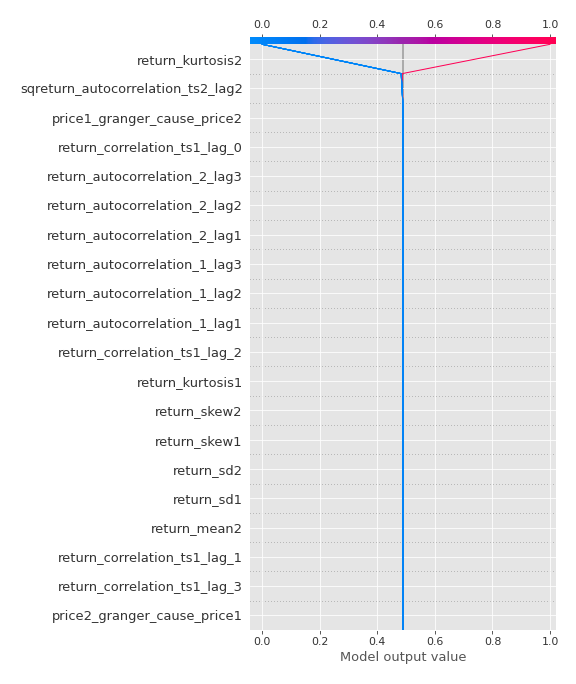 0.0 0.2 0.4 0.6 0.8 1.0
return_kurtosis2
sqreturn_autocorrelation_ts2_lag2
price1_granger_cause_price2
return_correlation_ts1_lag_0
return_autocorrelation_2_lag3
return_autocorrelation_2_lag2
return_autocorrelation_2_lag1
return_autocorrelation_1_lag3
return_autocorrelation_1_lag2
return_autocorrelation_1_lag1
return_correlation_ts1_lag_2
return_kurtosis1
return_skew2
return_skew1
return_sd2
return_sd1
return_mean2
return_correlation_ts1_lag_1
return_correlation_ts1_lag_3
price2_granger_cause_price1
0.0 0.2 0.4 0.6 0.8 1.0
Model output value